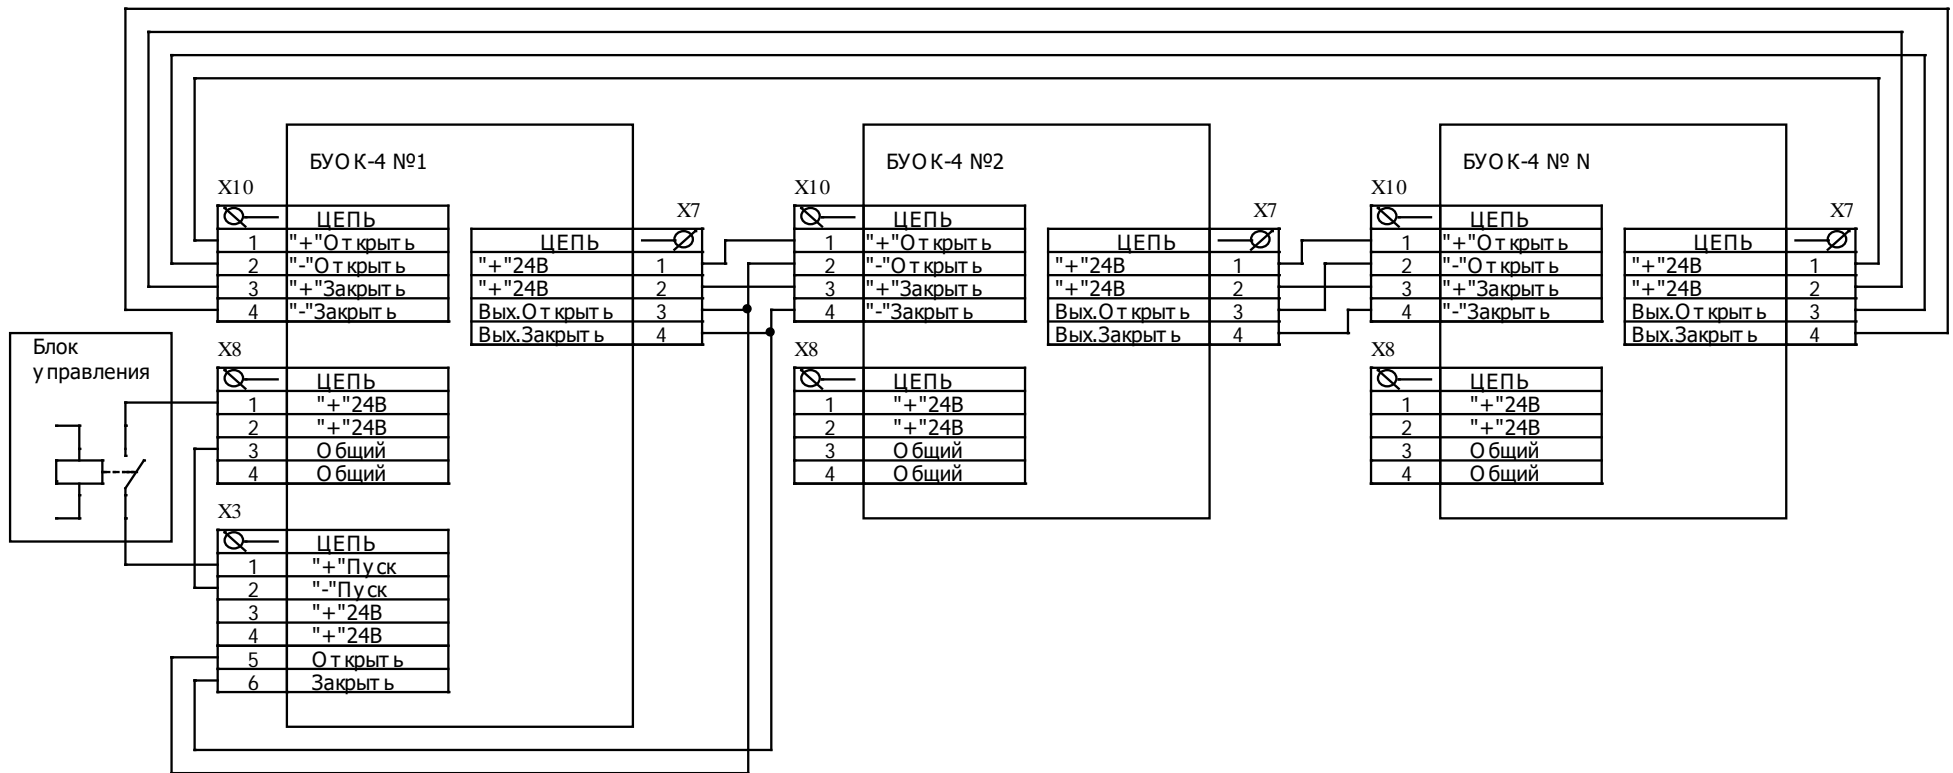 БУОК-4 №1
X10
ЦЕПЬ
1 "+"Открыть
2 "-"Открыть
3 "+"Закрыть
4 "-"Закрыть
X7
ЦЕПЬ
"+"24В 1
"+"24В 2
Вых.Открыть 3
Вых.Закрыть 4
X8
ЦЕПЬ
1 "+"24В
2 "+"24В
3 Общий
4 Общий
X3
ЦЕПЬ
1 "+"Пуск
2 "-"Пуск
3 "+"24В
4 "+"24В
5 Открыть
6 Закрыть
Блок
управления
БУОК-4 №2
X10
ЦЕПЬ
1 "+"Открыть
2 "-"Открыть
3 "+"Закрыть
4 "-"Закрыть
X7
ЦЕПЬ
"+"24В 1
"+"24В 2
Вых.Открыть 3
Вых.Закрыть 4
X8
ЦЕПЬ
1 "+"24В
2 "+"24В
3 Общий
4 Общий
БУОК-4 № N
X10
ЦЕПЬ
1 "+"Открыть
2 "-"Открыть
3 "+"Закрыть
4 "-"Закрыть
X7
ЦЕПЬ
"+"24В 1
"+"24В 2
Вых.Открыть 3
Вых.Закрыть 4
X8
ЦЕПЬ
1 "+"24В
2 "+"24В
3 Общий
4 Общий